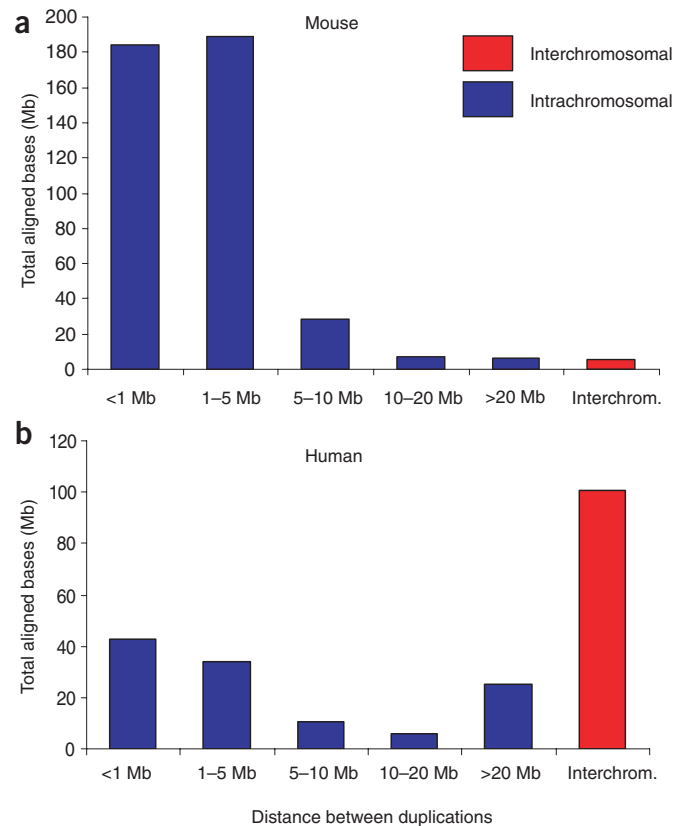 a
Mouse
Interchromosomal
Intrachromosomal
Total aligned bases (Mb)
200
180
160
140
120
100
80
60
40
20
0
<1 Mb 1–5 Mb 5–10 Mb 10–20 Mb >20 Mb Interchrom.
b
Human
Total aligned bases (Mb)
120
100
80
60
40
20
0
<1 Mb 1–5 Mb 5–10 Mb 10–20 Mb >20 Mb Interchrom.
Distance between duplications